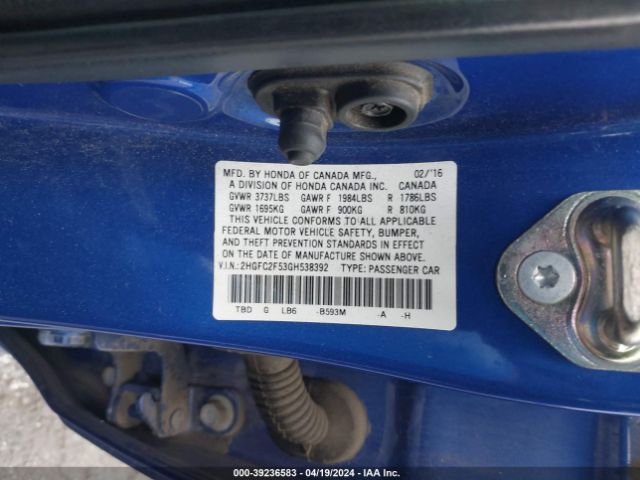 MFD. BY HONDA OF CANADA MFG., 02/'16
A DIVISION OF HONDA CANADA INC. CANADA
GVWR 3737LBS GAWR F 1984LBS R 1786LBS
GVWR 1695KG GAWR F 900KG R 810KG
THIS VEHICLE CONFORMS TO ALL APPLICABLE
FEDERAL MOTOR VEHICLE SAFETY, BUMPER,
AND THEFT PREVENTION STANDARDS IN EFFECT
ON THE DATE OF MANUFACTURE SHOWN ABOVE.
V.I.N.: 2HGFC2F53GH538392 TYPE: PASSENGER CAR
TBD G LB6 -B593M -A -H
000-39236583 / 04/19/2024 - IAA Inc.